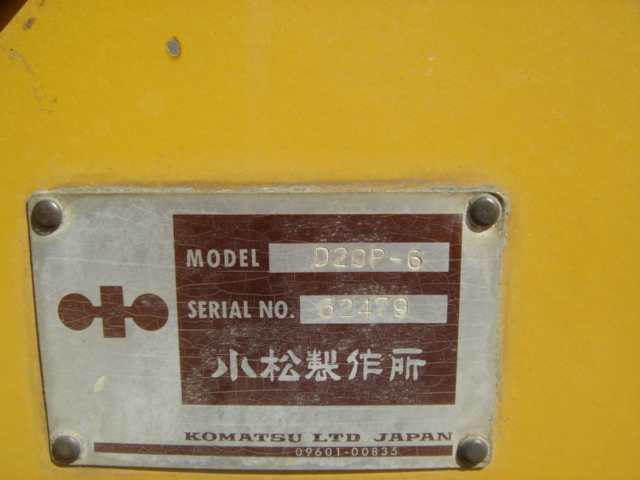 MODEL D20P-6
SERIAL NO. 62479
小松製作所
KOMATSU LTD JAPAN
09601-00835